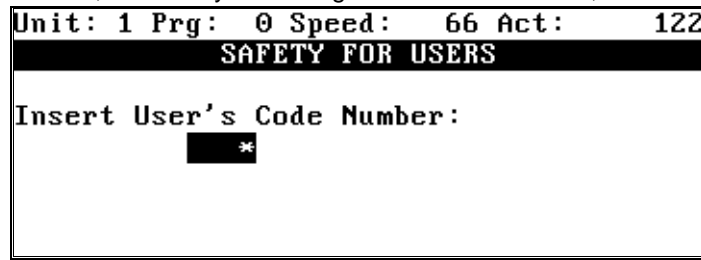 Unit: 1 Prg: 0 Speed: 66 Act: 122
SAFETY FOR USERS
Insert User's Code Number:
*